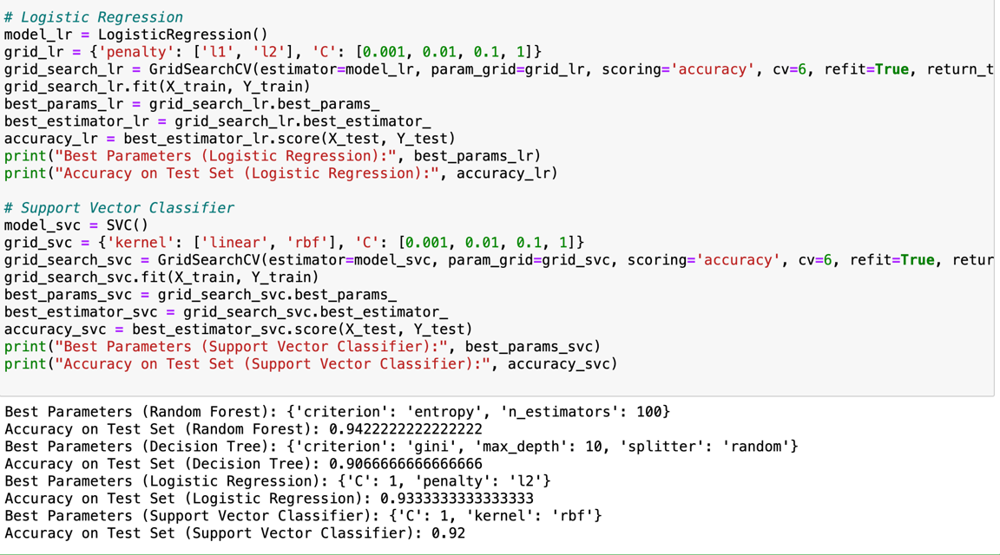 # Logistic Regression
model_lr = LogisticRegression()
grid_lr = {'penalty': ['l1', 'l2'], 'C': [0.001, 0.01, 0.1, 1]}
grid_search_lr = GridSearchCV(estimator=model_lr, param_grid=grid_lr, scoring='accuracy', cv=6, refit=True, return_t
grid_search_lr.fit(X_train, Y_train)
best_params_lr = grid_search_lr.best_params_
best_estimator_lr = grid_search_lr.best_estimator_
accuracy_lr = best_estimator_lr.score(X_test, Y_test)
print("Best Parameters (Logistic Regression):", best_params_lr)
print("Accuracy on Test Set (Logistic Regression):", accuracy_lr)
# Support Vector Classifier
model_svc = SVC()
grid_svc = {'kernel': ['linear', 'rbf'], 'C': [0.001, 0.01, 0.1, 1]}
grid_search_svc = GridSearchCV(estimator=model_svc, param_grid=grid_svc, scoring='accuracy', cv=6, refit=True, retur
grid_search_svc.fit(X_train, Y_train)
best_params_svc = grid_search_svc.best_params_
best_estimator_svc = grid_search_svc.best_estimator_
accuracy_svc = best_estimator_svc.score(X_test, Y_test)
print("Best Parameters (Support Vector Classifier):", best_params_svc)
print("Accuracy on Test Set (Support Vector Classifier):", accuracy_svc)
Best Parameters (Random Forest): {'criterion': 'entropy', 'n_estimators': 100}
Accuracy on Test Set (Random Forest): 0.9422222222222222
Best Parameters (Decision Tree): {'criterion': 'gini', 'max_depth': 10, 'splitter': 'random'}
Accuracy on Test Set (Decision Tree): 0.9066666666666666
Best Parameters (Logistic Regression): {'C': 1, 'penalty': 'l2'}
Accuracy on Test Set (Logistic Regression): 0.9333333333333333
Best Parameters (Support Vector Classifier): {'C': 1, 'kernel': 'rbf'}
Accuracy on Test Set (Support Vector Classifier): 0.92